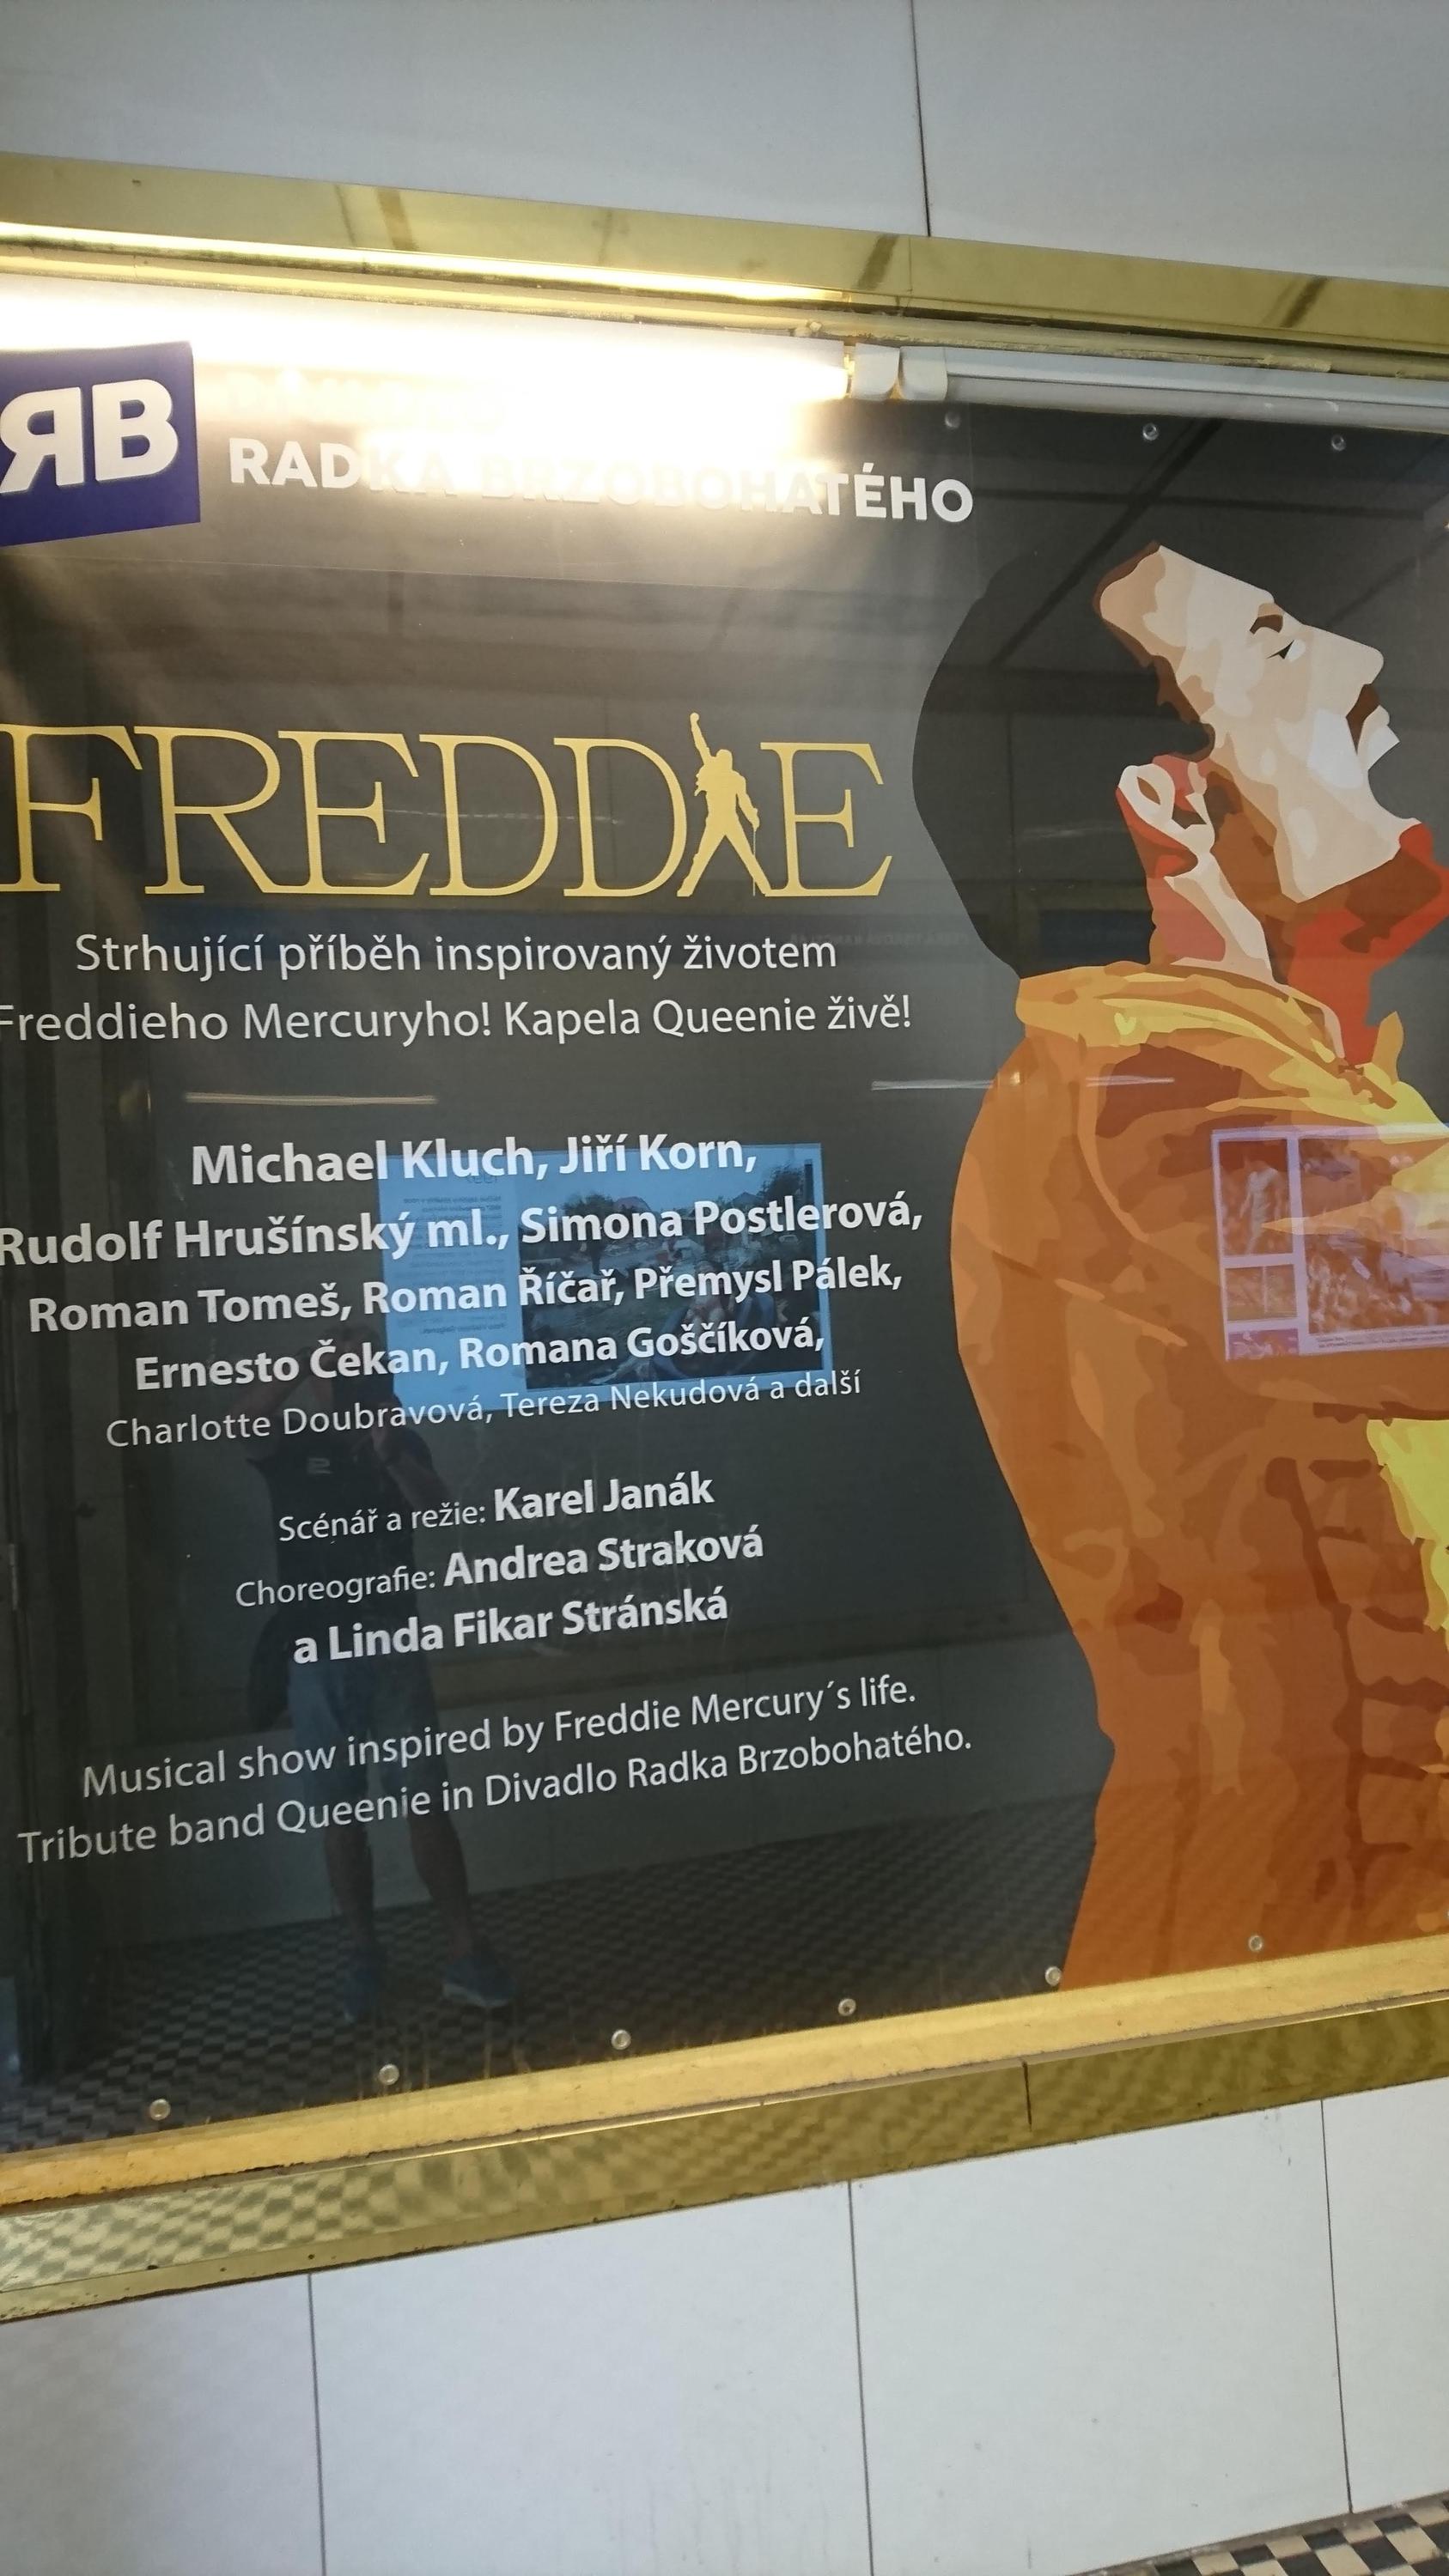 RB
RADKA BRZOBOHATÉHO
FREDDIE
Strhující příběh inspirovaný životem
Freddieho Mercuryho! Kapela Queenie živě!
Michael Kluch, Jiří Korn,
Rudolf Hrušínský ml., Simona Postlerová,
Roman Tomeš, Roman Říčař, Přemysl Pálek,
Ernesto Čekan, Romana Goščíková,
Charlotte Doubravová, Tereza Nekudová a další
Scénář a režie: Karel Janák
Choreografie: Andrea Straková
a Linda Fikar Stránská
Musical show inspired by Freddie Mercury´s life.
Tribute band Queenie in Divadlo Radka Brzobohatého.